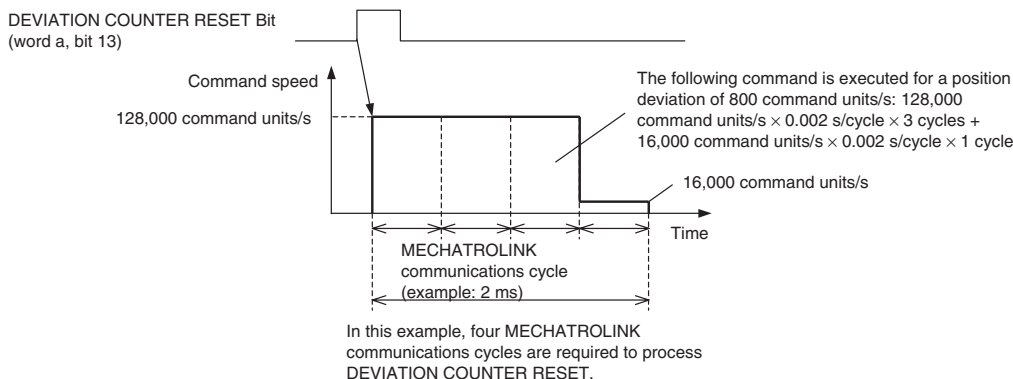 DEVIATION COUNTER RESET Bit
(word a, bit 13)
Command speed
128,000 command units/s
The following command is executed for a position
deviation of 800 command units/s: 128,000
command units/s × 0.002 s/cycle × 3 cycles +
16,000 command units/s × 0.002 s/cycle × 1 cycle
16,000 command units/s
Time
MECHATROLINK
communications cycle
(example: 2 ms)
In this example, four MECHATROLINK
communications cycles are required to process
DEVIATION COUNTER RESET.